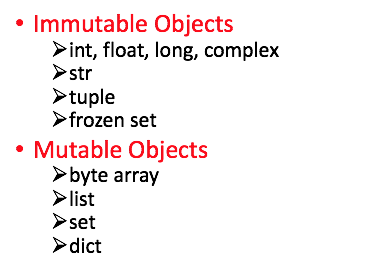 • Immutable Objects
➢int, float, long, complex
➢str
➢tuple
➢frozen set
• Mutable Objects
➢byte array
➢list
➢set
➢dict